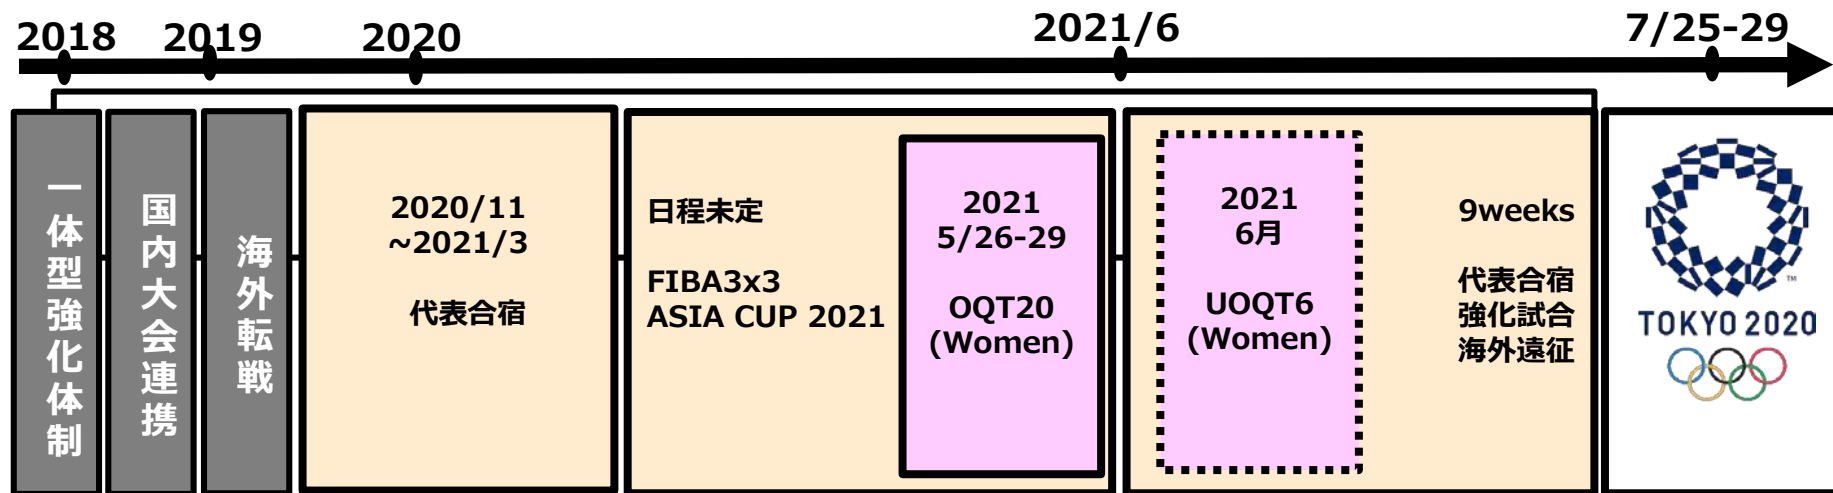 2018
2019
2020
2021/6
7/25-29
一体型強化体制
国内大会連携
海外転戦
2020/11
~2021/3
代表合宿
日程未定
FIBA3x3
ASIA CUP 2021
2021
5/26-29
OQT20
(Women)
2021
6月
UOQT6
(Women)
9weeks
代表合宿
強化試合
海外遠征
TM
TOKYO 2020